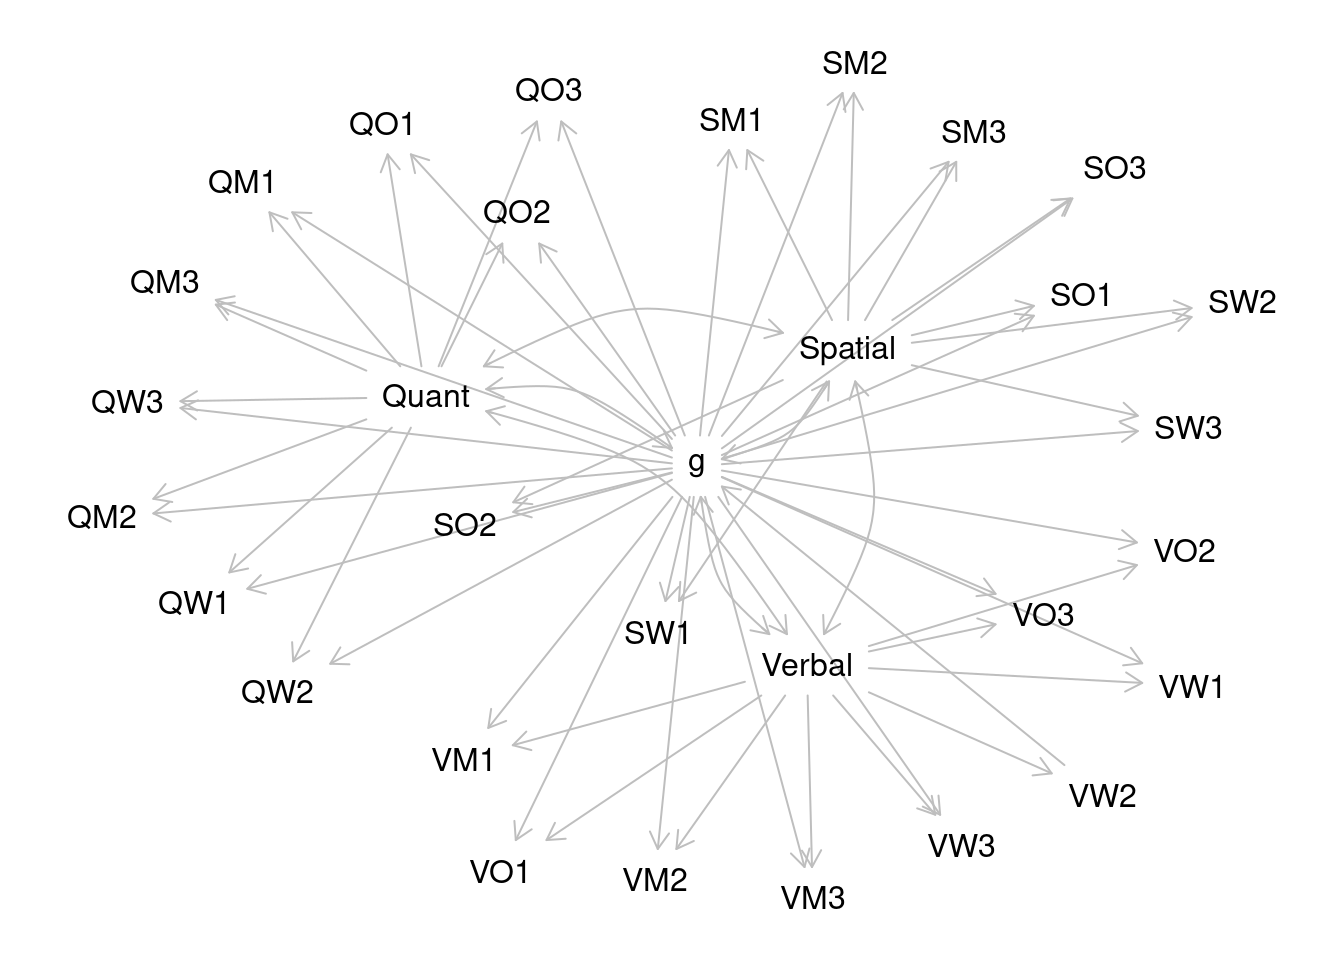 SM2
QO3
SM1
QO1
SM3
SO3
QM1
QO2
QM3
SO1
SW2
Spatial
Quant
QW3
SW3
g
QM2
SO2
VO2
QW1
VO3
SW1
Verbal
VW1
QW2
VM1
VW2
VW3
VO1
VM2
VM3